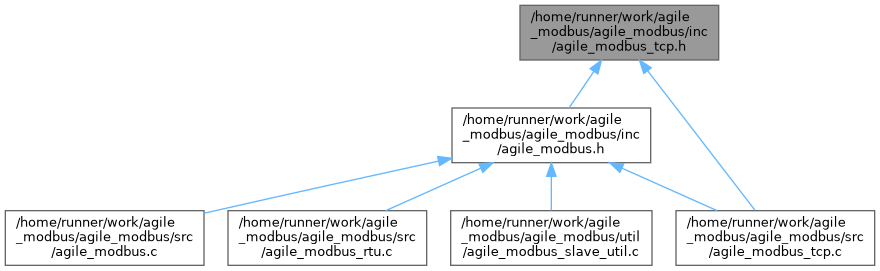 /home/runner/work/agile
_modbus/agile_modbus/inc
/agile_modbus_tcp.h
/home/runner/work/agile
_modbus/agile_modbus/inc
/agile_modbus.h
/home/runner/work/agile
_modbus/agile_modbus/src
/agile_modbus.c
/home/runner/work/agile
_modbus/agile_modbus/src
/agile_modbus_rtu.c
/home/runner/work/agile
_modbus/agile_modbus/util
/agile_modbus_slave_util.c
/home/runner/work/agile
_modbus/agile_modbus/src
/agile_modbus_tcp.c